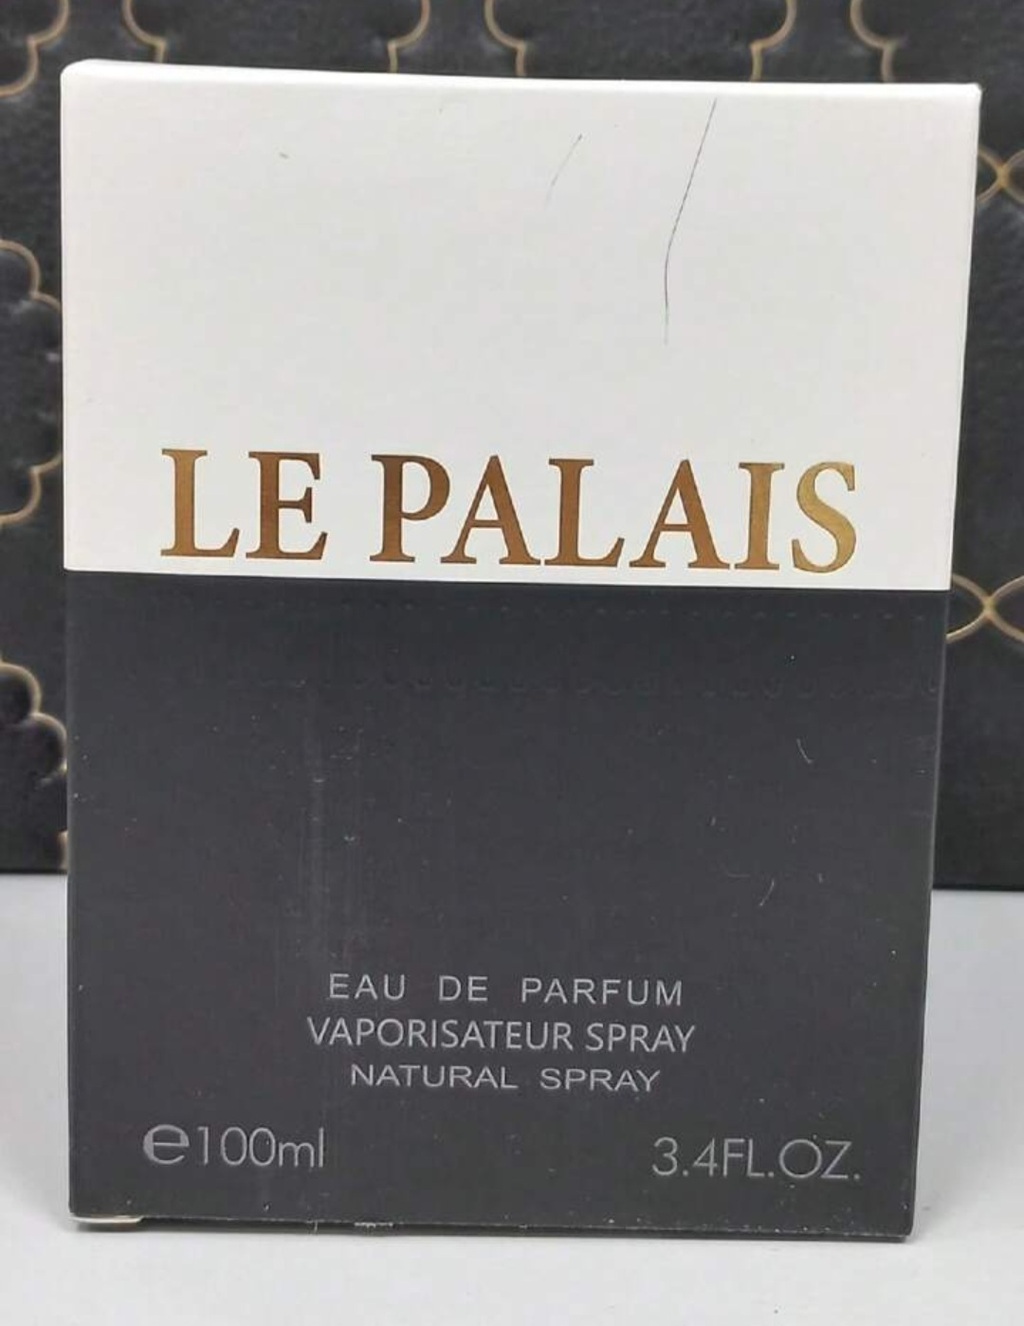 LE PALAIS
EAU DE PARFUM
VAPORISATEUR SPRAY
NATURAL SPRAY
℮100ml
3.4FL.OZ.